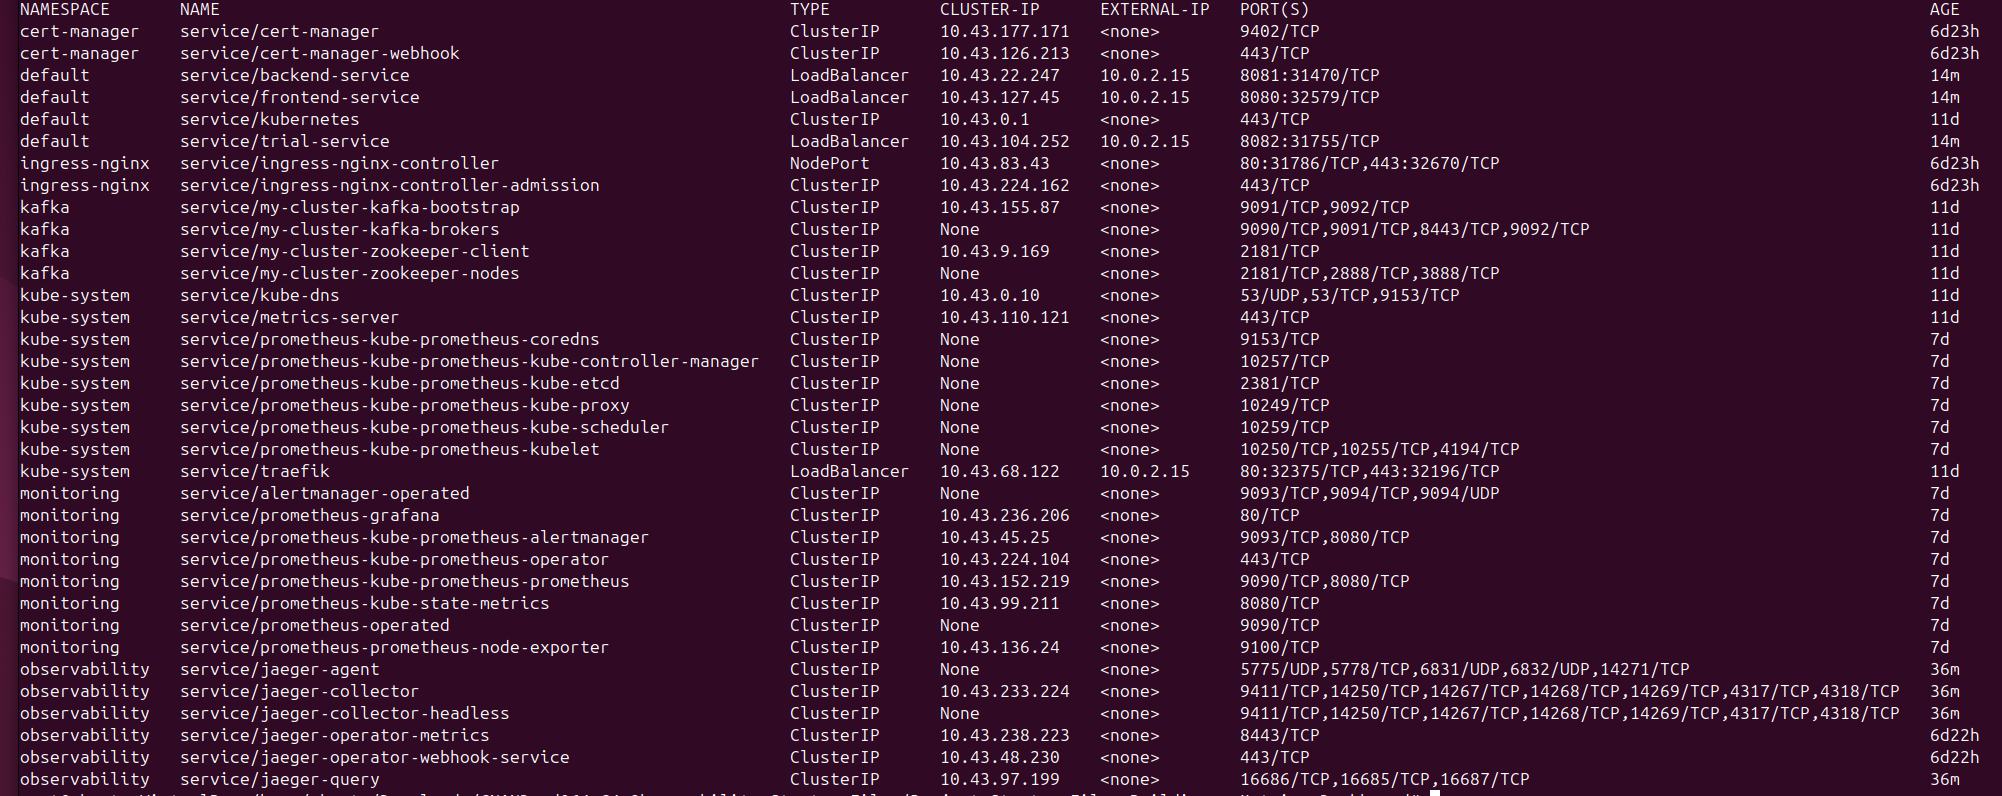 NAMESPACE NAME TYPE CLUSTER-IP EXTERNAL-IP PORT(S) AGE
cert-manager service/cert-manager ClusterIP 10.43.177.171 <none> 9402/TCP 6d23h
cert-manager service/cert-manager-webhook ClusterIP 10.43.126.213 <none> 443/TCP 6d23h
default service/backend-service LoadBalancer 10.43.22.247 10.0.2.15 8081:31470/TCP 14m
default service/frontend-service LoadBalancer 10.43.127.45 10.0.2.15 8080:32579/TCP 14m
default service/kubernetes ClusterIP 10.43.0.1 <none> 443/TCP 11d
default service/trial-service LoadBalancer 10.43.104.252 10.0.2.15 8082:31755/TCP 14m
ingress-nginx service/ingress-nginx-controller NodePort 10.43.83.43 <none> 80:31786/TCP,443:32670/TCP 6d23h
ingress-nginx service/ingress-nginx-controller-admission ClusterIP 10.43.224.162 <none> 443/TCP 6d23h
kafka service/my-cluster-kafka-bootstrap ClusterIP 10.43.155.87 <none> 9091/TCP,9092/TCP 11d
kafka service/my-cluster-kafka-brokers ClusterIP None <none> 9090/TCP,9091/TCP,8443/TCP,9092/TCP 11d
kafka service/my-cluster-zookeeper-client ClusterIP 10.43.9.169 <none> 2181/TCP 11d
kafka service/my-cluster-zookeeper-nodes ClusterIP None <none> 2181/TCP,2888/TCP,3888/TCP 11d
kube-system service/kube-dns ClusterIP 10.43.0.10 <none> 53/UDP,53/TCP,9153/TCP 11d
kube-system service/metrics-server ClusterIP 10.43.110.121 <none> 443/TCP 11d
kube-system service/prometheus-kube-prometheus-coredns ClusterIP None <none> 9153/TCP 7d
kube-system service/prometheus-kube-prometheus-kube-controller-manager ClusterIP None <none> 10257/TCP 7d
kube-system service/prometheus-kube-prometheus-kube-etcd ClusterIP None <none> 2381/TCP 7d
kube-system service/prometheus-kube-prometheus-kube-proxy ClusterIP None <none> 10249/TCP 7d
kube-system service/prometheus-kube-prometheus-kube-scheduler ClusterIP None <none> 10259/TCP 7d
kube-system service/prometheus-kube-prometheus-kubelet ClusterIP None <none> 10250/TCP,10255/TCP,4194/TCP 7d
kube-system service/traefik LoadBalancer 10.43.68.122 10.0.2.15 80:32375/TCP,443:32196/TCP 11d
monitoring service/alertmanager-operated ClusterIP None <none> 9093/TCP,9094/TCP,9094/UDP 7d
monitoring service/prometheus-grafana ClusterIP 10.43.236.206 <none> 80/TCP 7d
monitoring service/prometheus-kube-prometheus-alertmanager ClusterIP 10.43.45.25 <none> 9093/TCP,8080/TCP 7d
monitoring service/prometheus-kube-prometheus-operator ClusterIP 10.43.224.104 <none> 443/TCP 7d
monitoring service/prometheus-kube-prometheus-prometheus ClusterIP 10.43.152.219 <none> 9090/TCP,8080/TCP 7d
monitoring service/prometheus-kube-state-metrics ClusterIP 10.43.99.211 <none> 8080/TCP 7d
monitoring service/prometheus-operated ClusterIP None <none> 9090/TCP 7d
monitoring service/prometheus-prometheus-node-exporter ClusterIP 10.43.136.24 <none> 9100/TCP 7d
observability service/jaeger-agent ClusterIP None <none> 5775/UDP,5778/TCP,6831/UDP,6832/UDP,14271/TCP 36m
observability service/jaeger-collector ClusterIP 10.43.233.224 <none> 9411/TCP,14250/TCP,14267/TCP,14268/TCP,14269/TCP,4317/TCP,4318/TCP 36m
observability service/jaeger-collector-headless ClusterIP None <none> 9411/TCP,14250/TCP,14267/TCP,14268/TCP,14269/TCP,4317/TCP,4318/TCP 36m
observability service/jaeger-operator-metrics ClusterIP 10.43.238.223 <none> 8443/TCP 6d22h
observability service/jaeger-operator-webhook-service ClusterIP 10.43.48.230 <none> 443/TCP 6d22h
observability service/jaeger-query ClusterIP 10.43.97.199 <none> 16686/TCP,16685/TCP,16687/TCP 36m